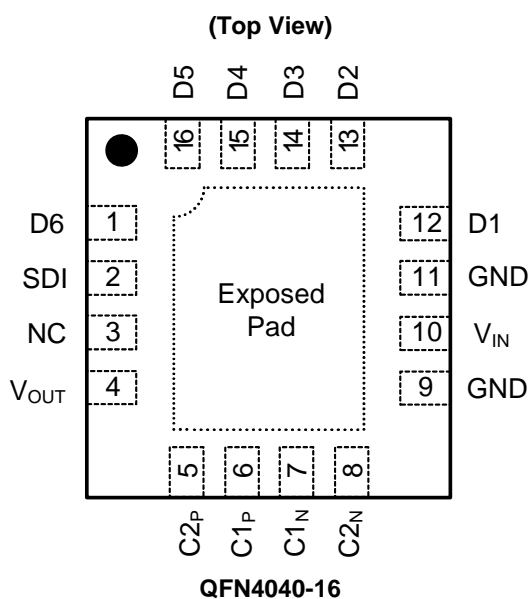 (Top View)
D5 D4 D3 D2
16 15 14 13
D6 1 12 D1
SDI 2 11 GND
Exposed
Pad
NC 3 10 VIN
VOUT 4 9 GND
5 6 7 8
C2P C1P C1N C2N
QFN4040-16